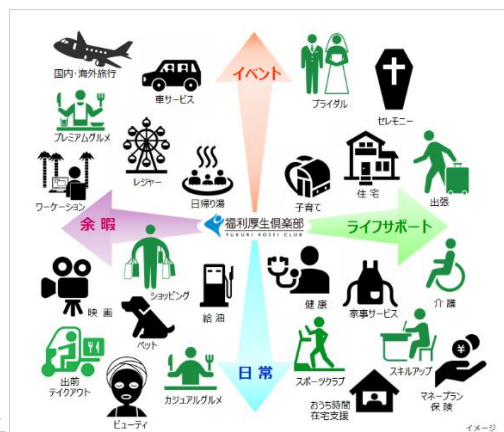 国内・海外旅行
車サービス
イベント
ブライダル
セレモニー
プレミアムグルメ
レジャー
日帰り湯
子育て
住宅
出張
ワーケーション
余暇
福利厚生倶楽部
FUKURI KOSEI CLUB
ライフサポート
映画
ショッピング
ペット
給油
健康
家事サービス
介護
出前
テイクアウト
ビューティ
カジュアルグルメ
日常
スポーツクラブ
おうち時間
在宅支援
スキルアップ
マネープラン
保険
イメージ